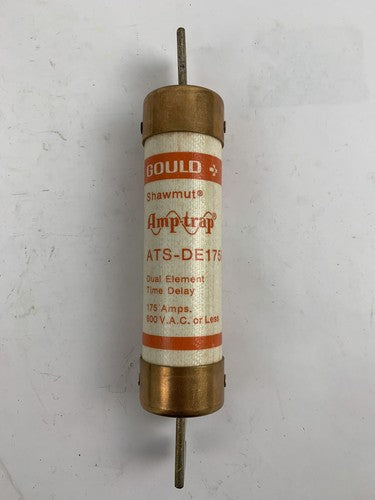 GOULD
Shawmut®
Amp-trap®
ATS-DE175
Dual Element
Time Delay
175 Amps.
600 V.A.C. or Less